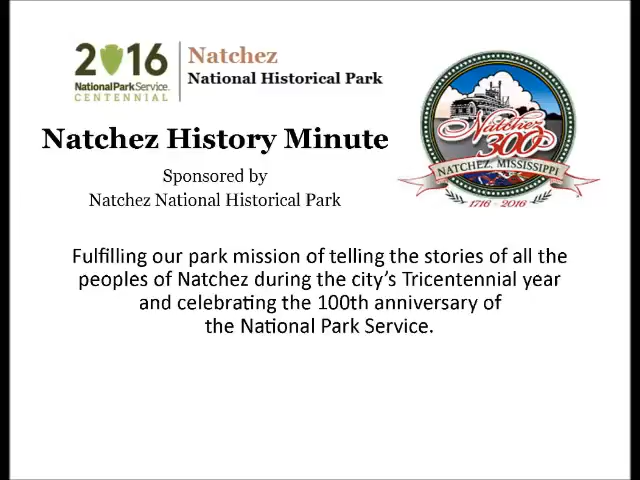 2016
National Park Service
CENTENNIAL
Natchez
National Historical Park
Natchez History Minute
Sponsored by
Natchez National Historical Park
Natchez
300
NATCHEZ, MISSISSIPPI
1716 - 2016
Fulfilling our park mission of telling the stories of all the
peoples of Natchez during the city’s Tricentennial year
and celebrating the 100th anniversary of
the National Park Service.